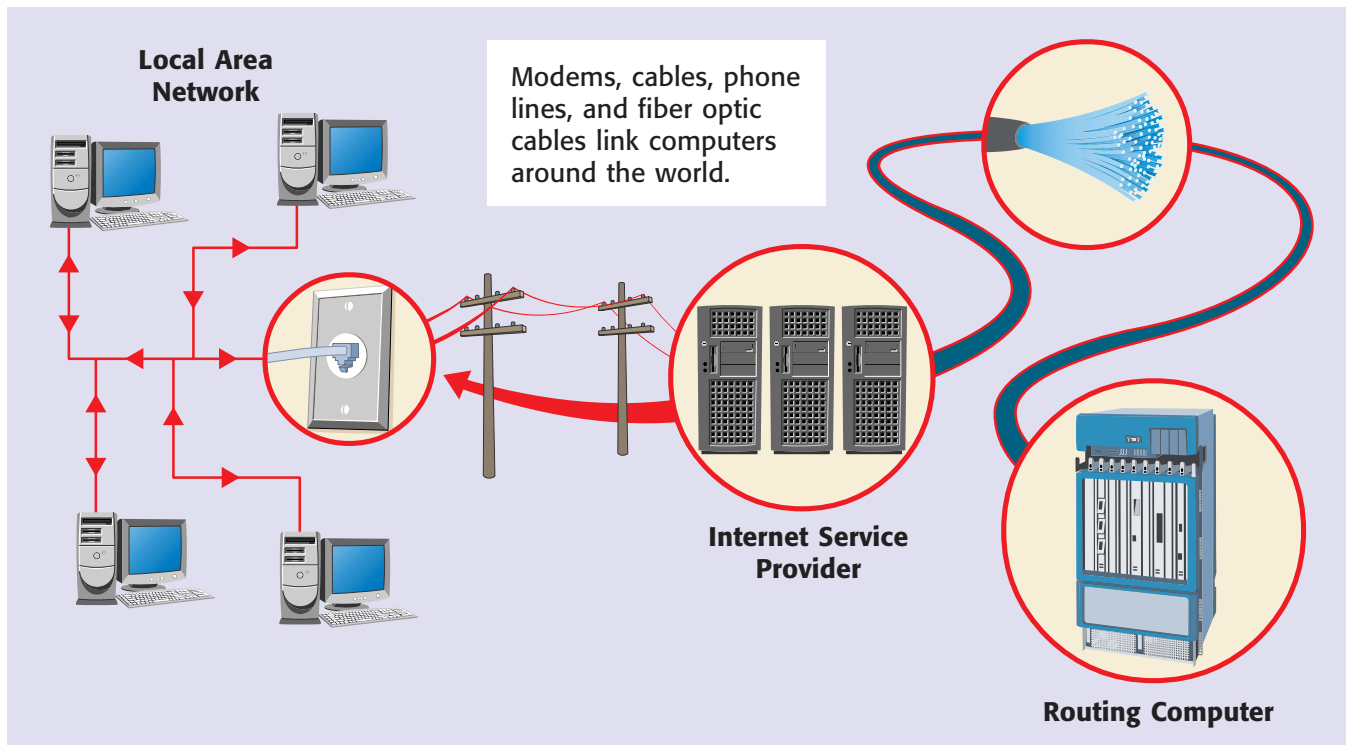 Local Area
Network
Modems, cables, phone
lines, and fiber optic
cables link computers
around the world.
Internet Service
Provider
Routing Computer